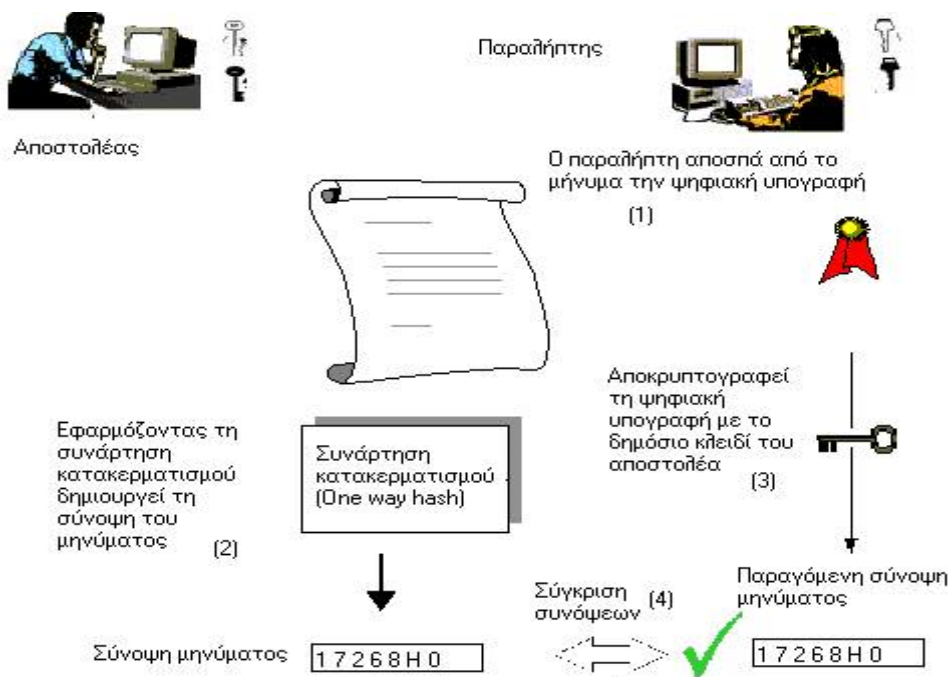 Παραλήπτης
Αποστολέας
Ο παραλήπτη αποσπά από το
μήνυμα την ψηφιακή υπογραφή
(1)
Αποκρυπτογραφεί
τη ψηφιακή
υπογραφή με το
δημόσιο κλειδί του
αποστολέα
(3)
Εφαρμόζοντας τη
συνάρτηση
κατακερματισμού
δημιουργεί τη
σύνοψη του
μηνύματος (2)
Συνάρτηση
κατακερματισμού
(One way hash)
Παραγόμενη σύνοψη
μηνύματος
Σύγκριση
συνόψεων (4)
Σύνοψη μηνύματος 17268H0
17268H0